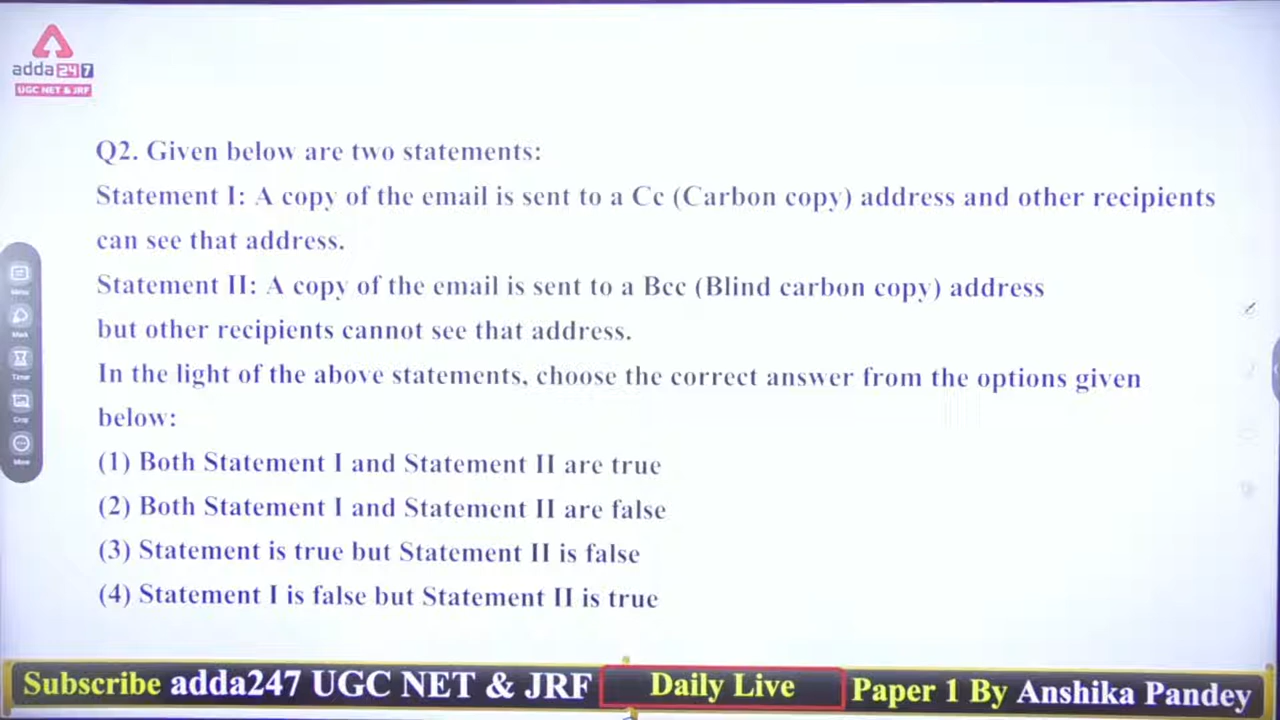 adda247
UGC NET & JRF
Q2. Given below are two statements:
Statement I: A copy of the email is sent to a Cc (Carbon copy) address and other recipients
can see that address.
Statement II: A copy of the email is sent to a Bcc (Blind carbon copy) address
but other recipients cannot see that address.
In the light of the above statements, choose the correct answer from the options given
below:
(1) Both Statement I and Statement II are true
(2) Both Statement I and Statement II are false
(3) Statement is true but Statement II is false
(4) Statement I is false but Statement II is true
Menu
Mark
Timer
Crop
More
Subscribe adda247 UGC NET & JRF Daily Live Paper 1 By Anshika Pandey